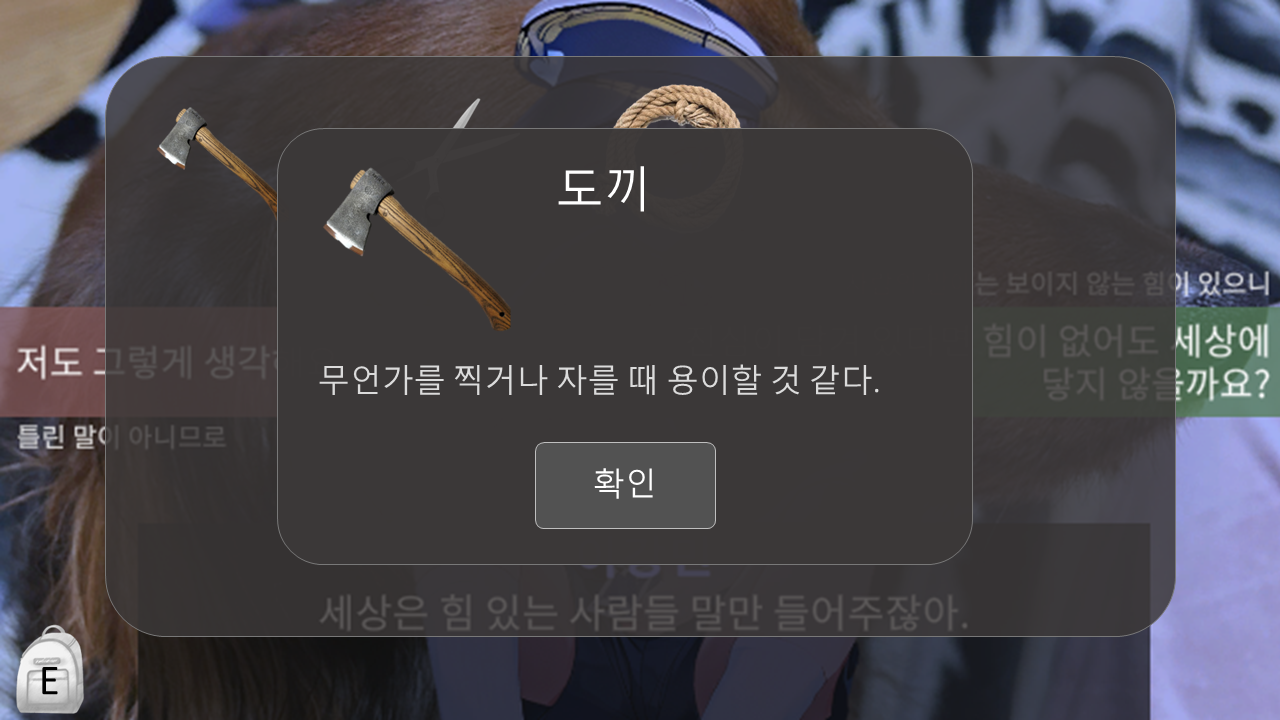 도끼
는 보이지 않는 힘이 있으니
힘이 없어도 세상에
닿지 않을까요?
저도 그렇게 생각
무언가를 찍거나 자를 때 용이할 것 같다.
틀린 말이 아니므로
확인
세상은 힘 있는 사람들 말만 들어주잖아.
E